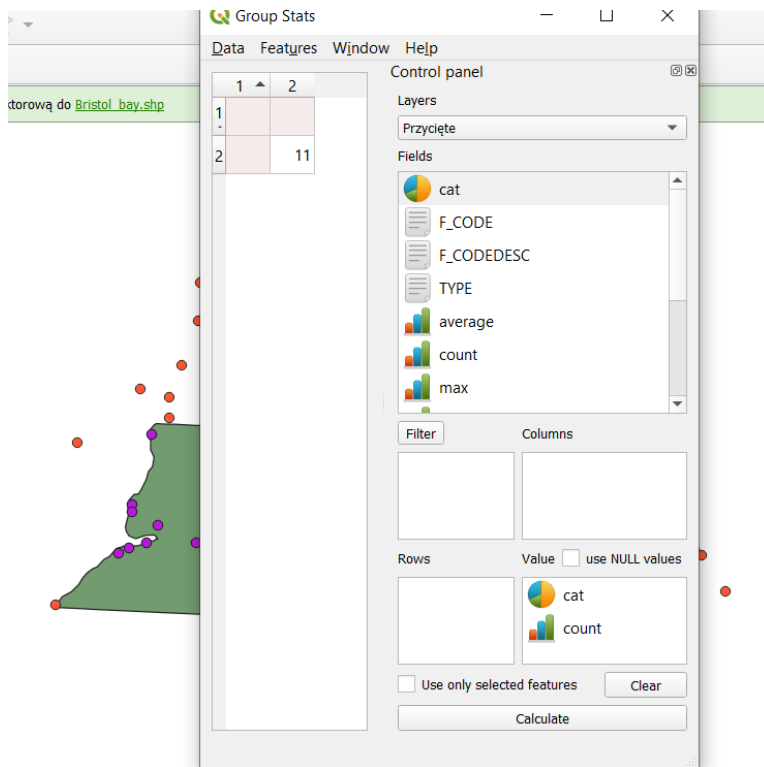 Group Stats
Data Features Window Help
ktorową do Bristol_bay.shp
1 2
1
2 11
Control panel
Layers
Przycięte
Fields
cat
F_CODE
F_CODEDESC
TYPE
average
count
max
Filter Columns
Rows Value use NULL values
cat
count
Use only selected features Clear
Calculate